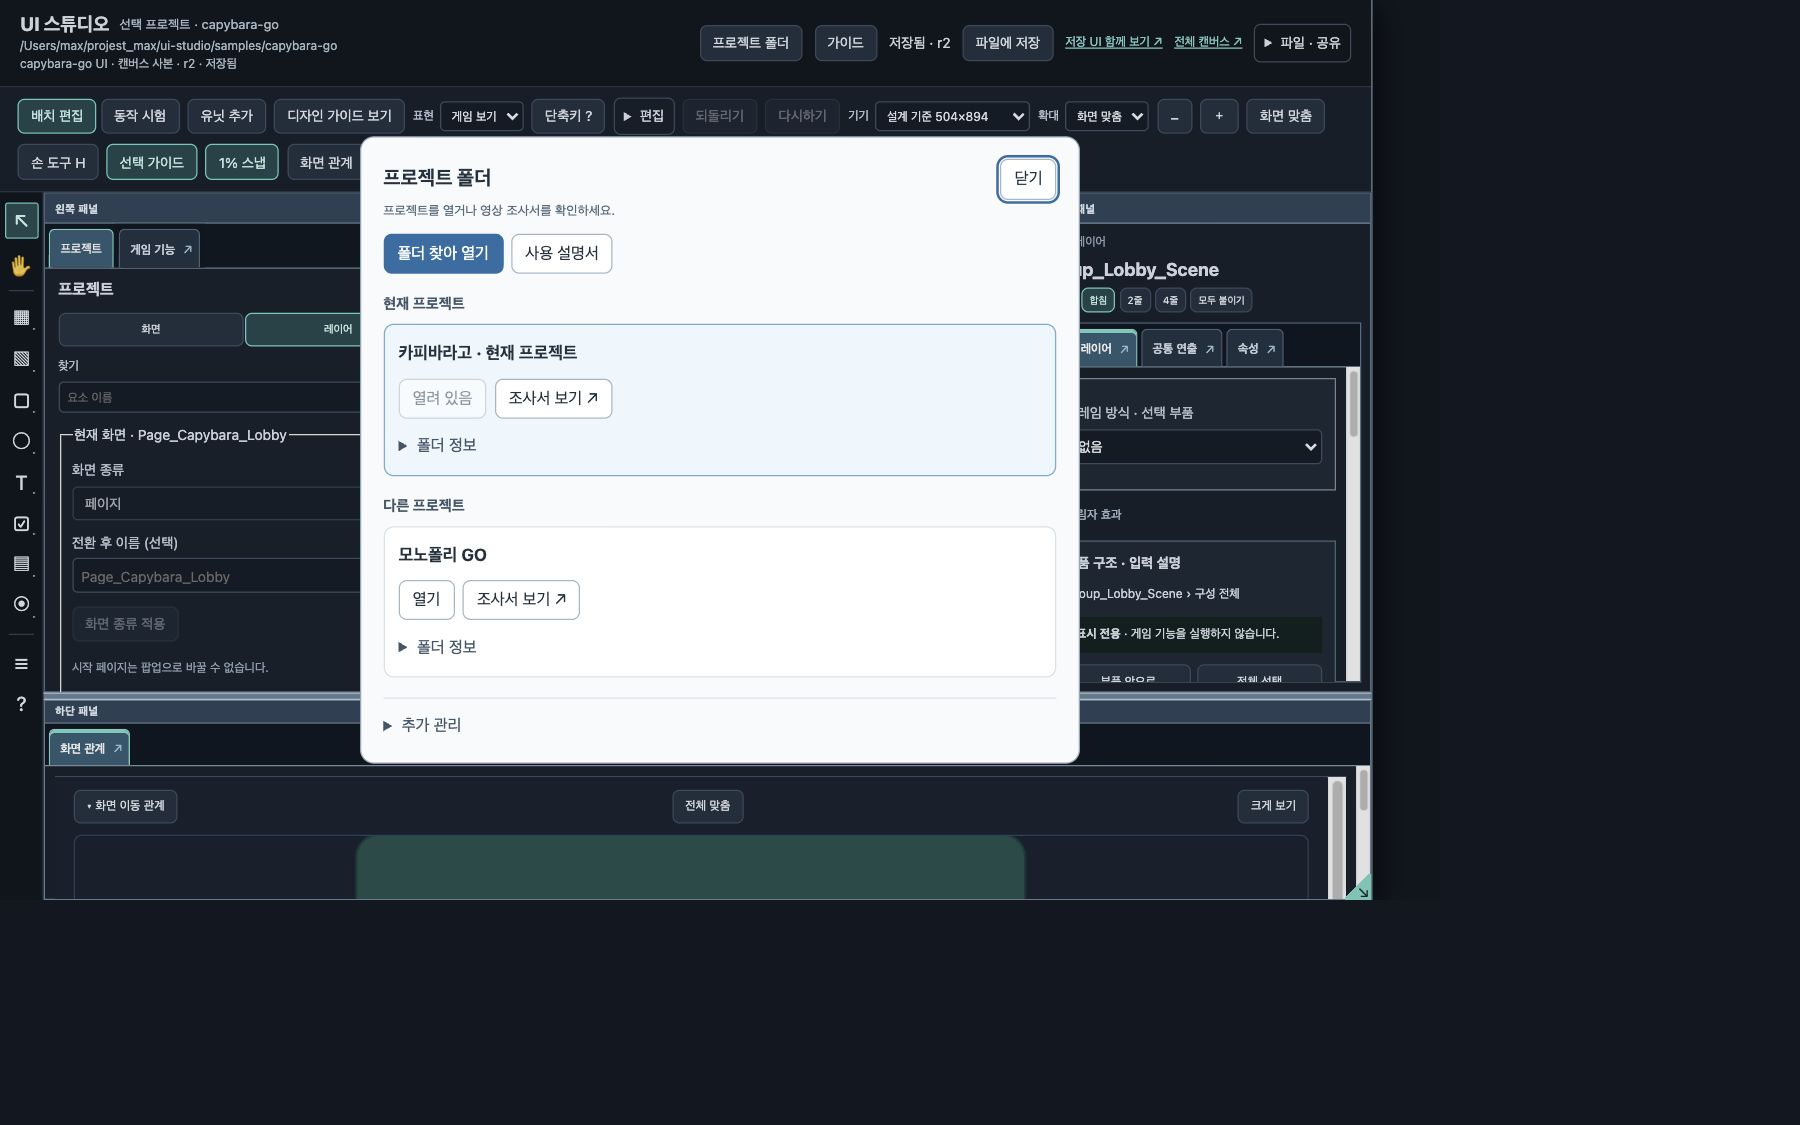 UI 스튜디오 선택 프로젝트 · capybara-go
/Users/max/projest_max/ui-studio/samples/capybara-go
capybara-go UI · 캔버스 사본 · r2 · 저장됨
프로젝트 폴더 가이드 저장됨 · r2 파일에 저장 저장 UI 함께 보기 ↗ 전체 캔버스 ↗ ▶ 파일 · 공유
배치 편집 동작 시험 유닛 추가 디자인 가이드 보기 표현 게임 보기 단축키 ? ▶ 편집 되돌리기 다시하기 기기 설계 기준 504×894 확대 화면 맞춤 – + 화면 맞춤
손 도구 H 선택 가이드 1% 스냅 화면 관계
왼쪽 패널
프로젝트 게임 기능 ↗
프로젝트
화면 레이어
찾기
요소 이름
현재 화면 · Page_Capybara_Lobby
화면 종류
페이지
전환 후 이름 (선택)
Page_Capybara_Lobby
화면 종류 적용
시작 페이지는 팝업으로 바꿀 수 없습니다.
T
?
프로젝트 폴더
닫기
프로젝트를 열거나 영상 조사서를 확인하세요.
폴더 찾아 열기 사용 설명서
현재 프로젝트
카피바라고 · 현재 프로젝트
열려 있음 조사서 보기 ↗
▶ 폴더 정보
다른 프로젝트
모노폴리 GO
열기 조사서 보기 ↗
▶ 폴더 정보
▶ 추가 관리
패널
레이어
up_Lobby_Scene
합침 2줄 4줄 모두 붙이기
레이어 ↗ 공통 연출 ↗ 속성 ↗
레임 방식 · 선택 부품
없음
림자 효과
품 구조 · 입력 설명
oup_Lobby_Scene › 구성 전체
표시 전용 · 게임 기능을 실행하지 않습니다.
부품 안으로 전체 선택
하단 패널
화면 관계 ↗
▾ 화면 이동 관계 전체 맞춤 크게 보기